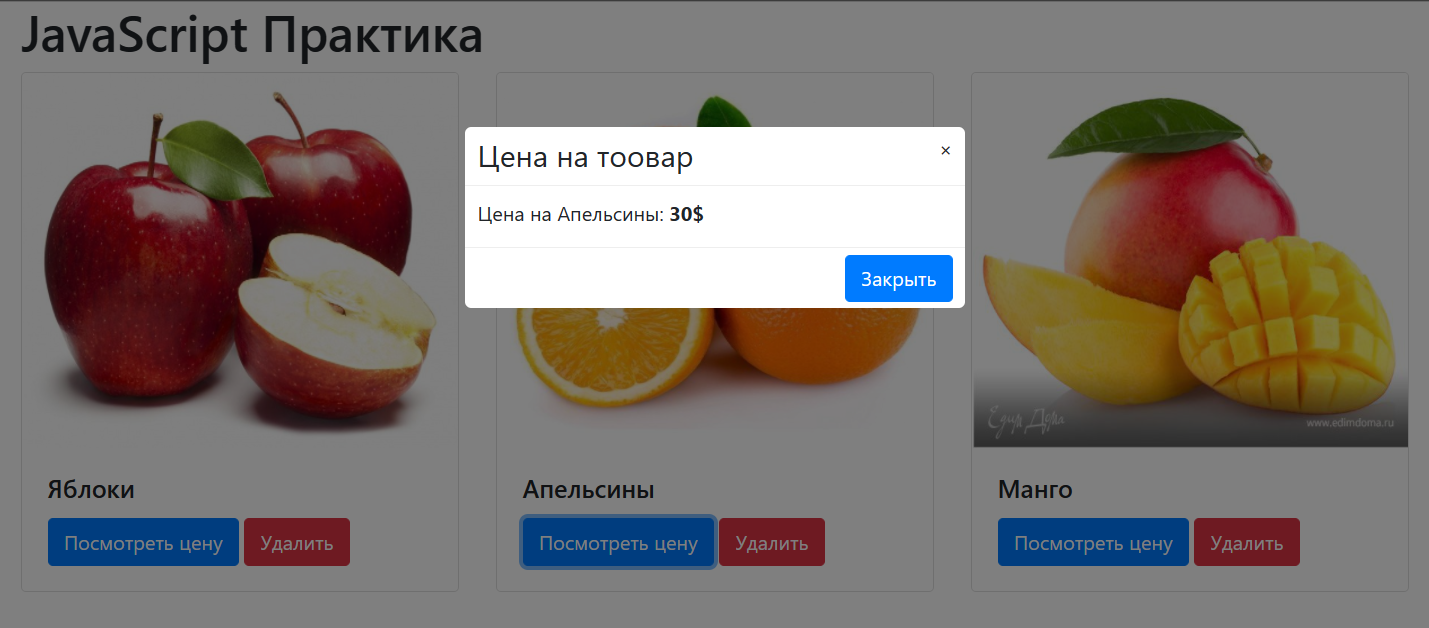 JavaScript Практика
Цена на тоовар
×
Цена на Апельсины: 30$
Закрыть
Едим Дома
www.edimdoma.ru
Яблоки
Посмотреть цену Удалить
Апельсины
Посмотреть цену Удалить
Манго
Посмотреть цену Удалить